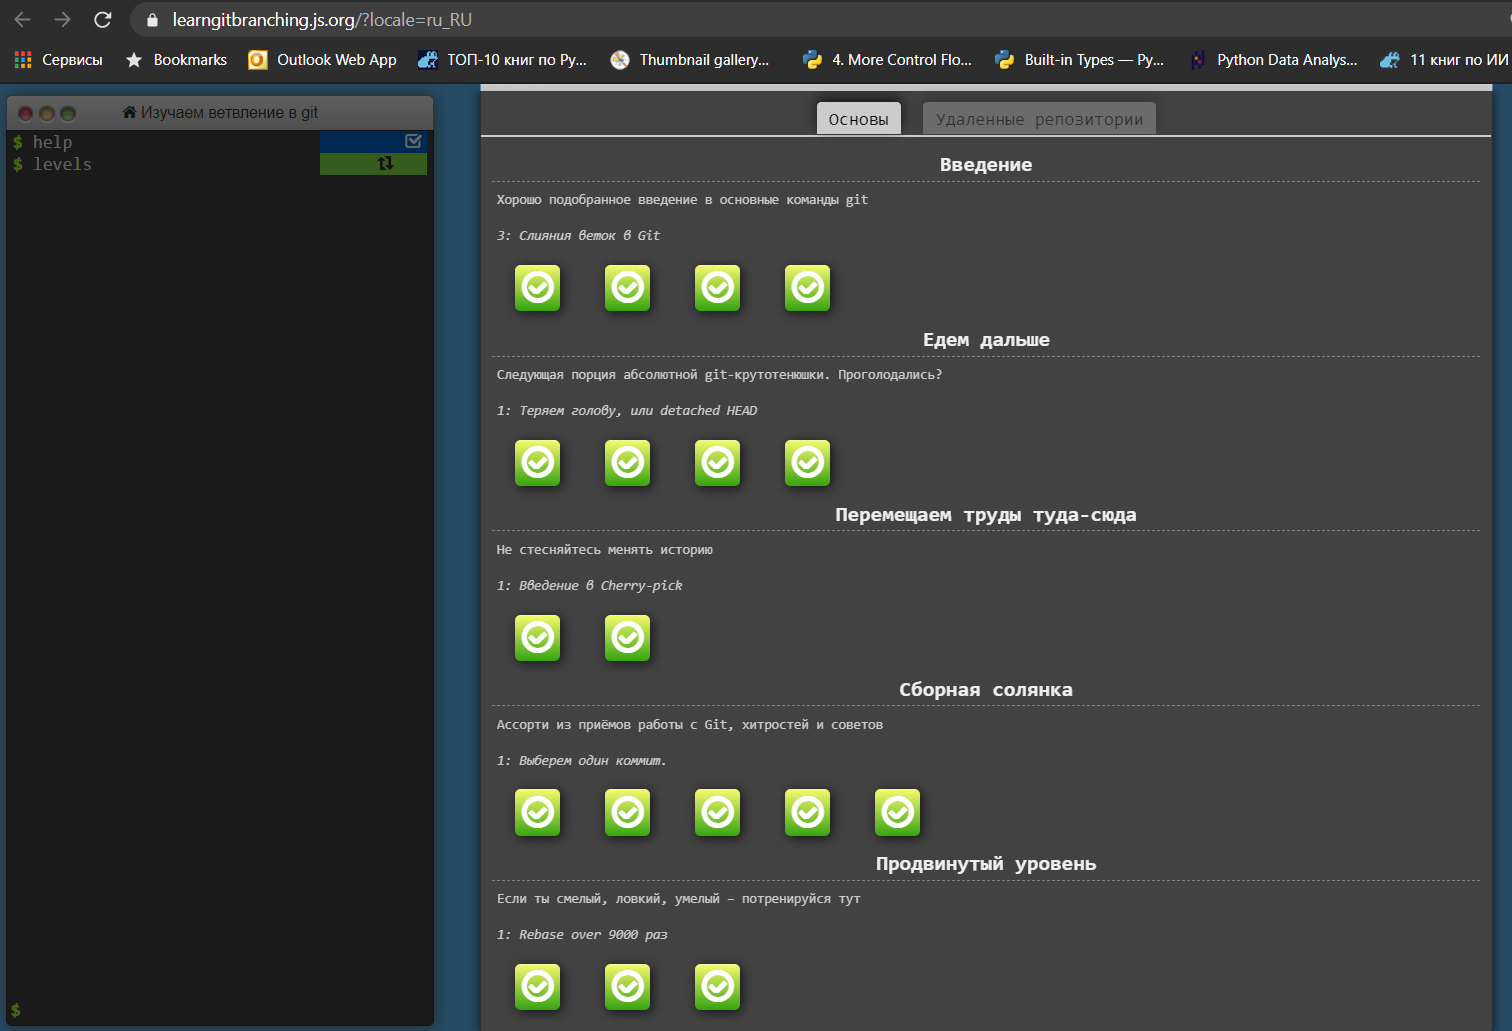 learngitbranching.js.org/?locale=ru_RU
Сервисы Bookmarks Outlook Web App ТОП-10 книг по Py... Thumbnail gallery... 4. More Control Flo... Built-in Types — Py... Python Data Analys... 11 книг по ИИ
Изучаем ветвление в git
$ help
$ levels
$
Основы Удаленные репозитории
Введение
Хорошо подобранное введение в основные команды git
3: Слияния веток в Git
Едем дальше
Следующая порция абсолютной git-крутотенюшки. Проголодались?
1: Теряем голову, или detached HEAD
Перемещаем труды туда-сюда
Не стесняйтесь менять историю
1: Введение в Cherry-pick
Сборная солянка
Ассорти из приёмов работы с Git, хитростей и советов
1: Выберем один коммит.
Продвинутый уровень
Если ты смелый, ловкий, умелый – потренируйся тут
1: Rebase over 9000 раз